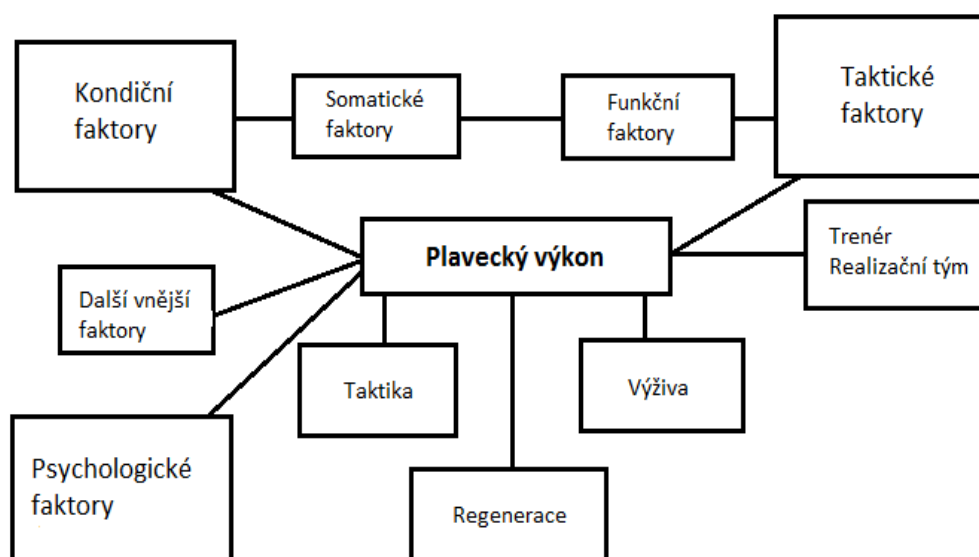 Kondiční
faktory
Somatické
faktory
Funkční
faktory
Taktické
faktory
Plavecký výkon
Trenér
Realizační tým
Další vnější
faktory
Taktika
Výživa
Psychologické
faktory
Regenerace